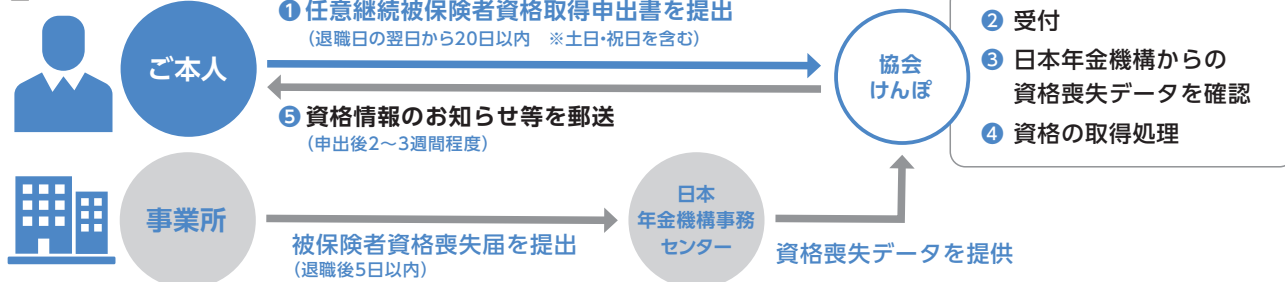 ❶任意継続被保険者資格取得申出書を提出
（退職日の翌日から20日以内　※土日・祝日を含む）
ご本人
協会
けんぽ
❷ 受付
❸ 日本年金機構からの
資格喪失データを確認
❹ 資格の取得処理
❺資格情報のお知らせ等を郵送
（申出後2〜3週間程度）
事業所
被保険者資格喪失届を提出
（退職後5日以内）
日本
年金機構事務
センター
資格喪失データを提供